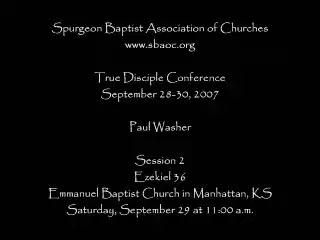 Spurgeon Baptist Association of Churches
www.sbaoc.org
True Disciple Conference
September 28-30, 2007
Paul Washer
Session 2
Ezekiel 36
Emmanuel Baptist Church in Manhattan, KS
Saturday, September 29 at 11:00 a.m.